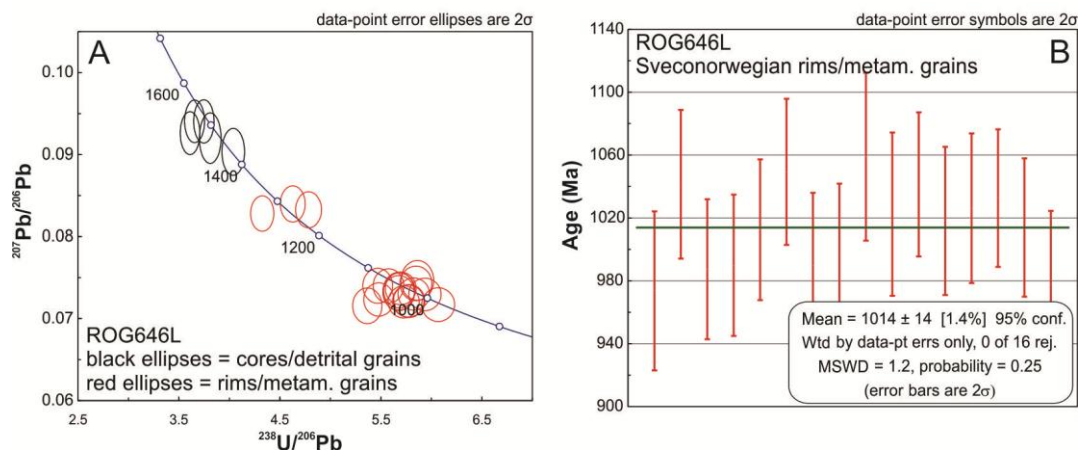 data-point error ellipses are 2σ
A
0.10
0.09
0.08
0.07
0.06
²⁰⁷Pb/²⁰⁶Pb
1600
1400
1200
1000
ROG646L
black ellipses = cores/detrital grains
red ellipses = rims/metam. grains
2.5 3.5 4.5 5.5 6.5
²³⁸U/²⁰⁶Pb
data-point error symbols are 2σ
B
ROG646L
Sveconorwegian rims/metam. grains
1140
1100
1060
1020
980
940
900
Age (Ma)
Mean = 1014 ± 14 [1.4%] 95% conf.
Wtd by data-pt errs only, 0 of 16 rej.
MSWD = 1.2, probability = 0.25
(error bars are 2σ)